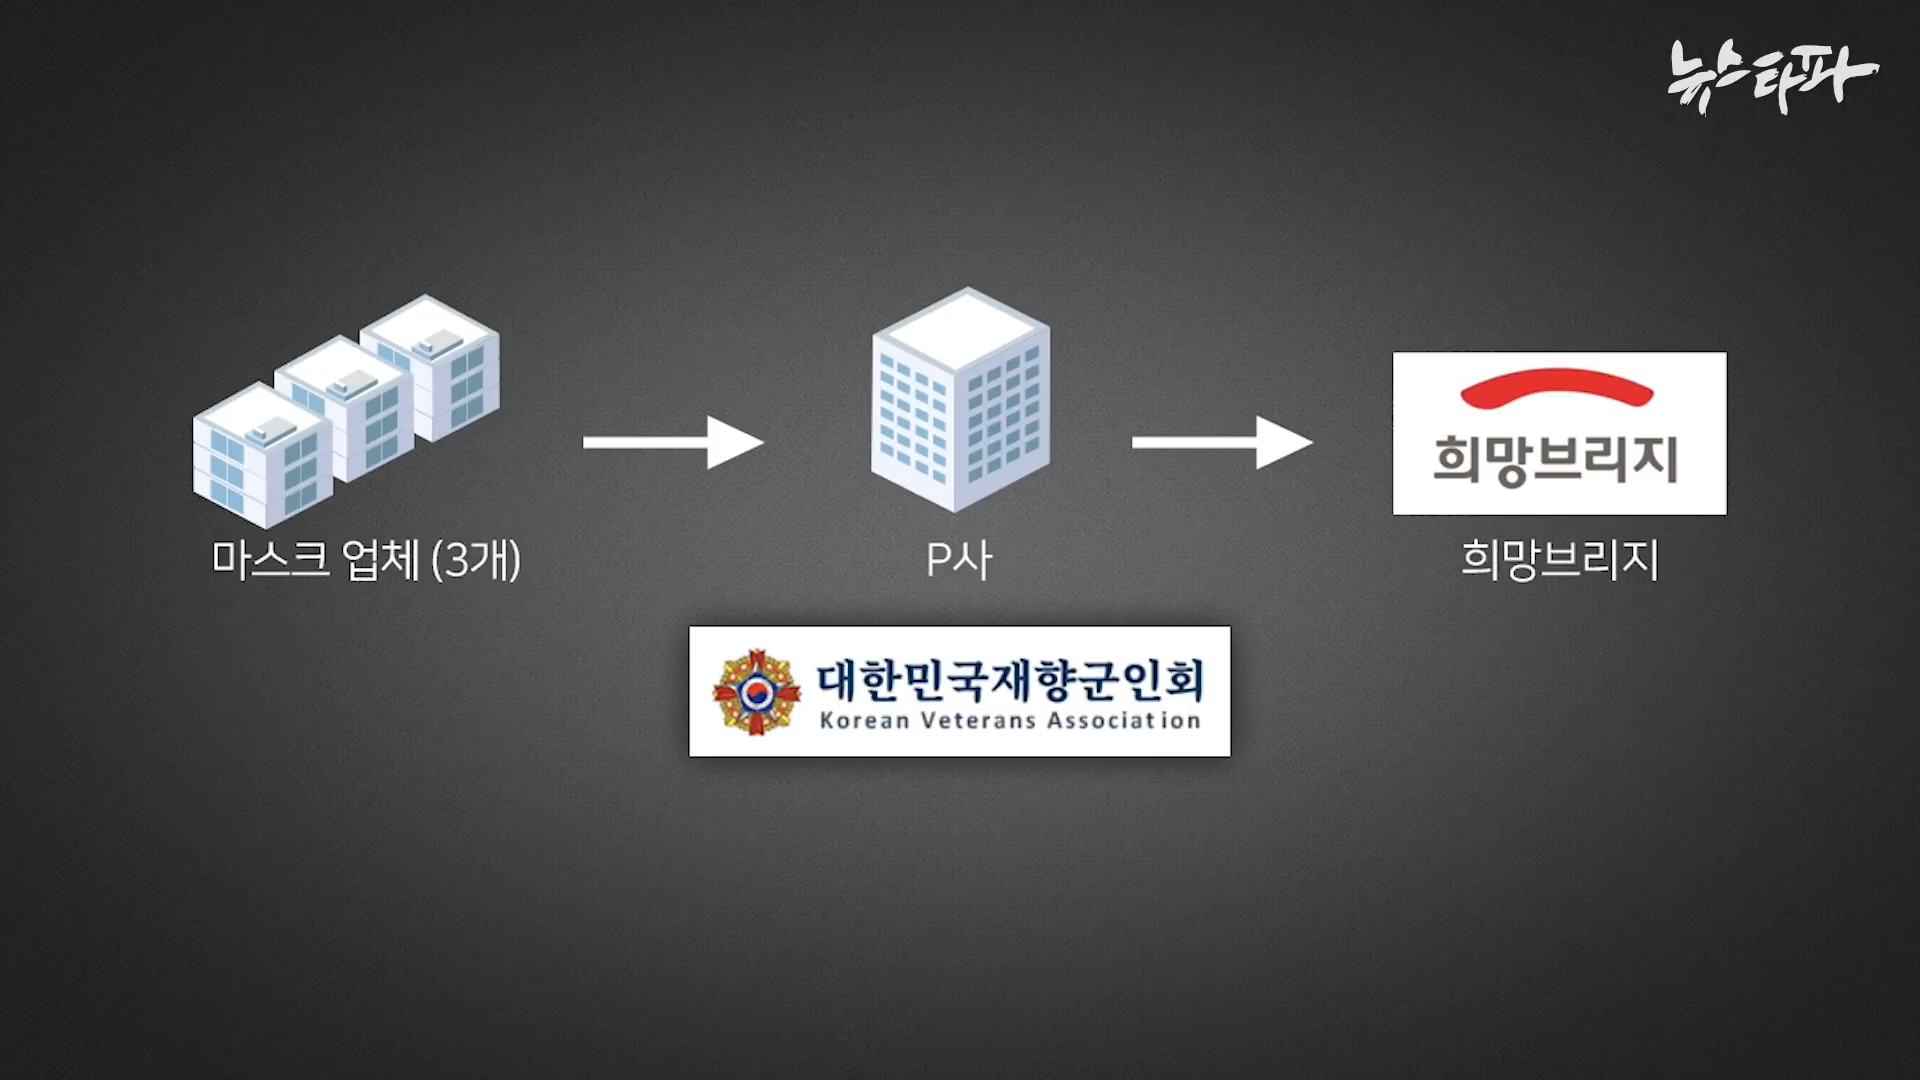 뉴스타파
희망브리지
마스크 업체 (3개)
P사
희망브리지
대한민국재향군인회
Korean Veterans Association